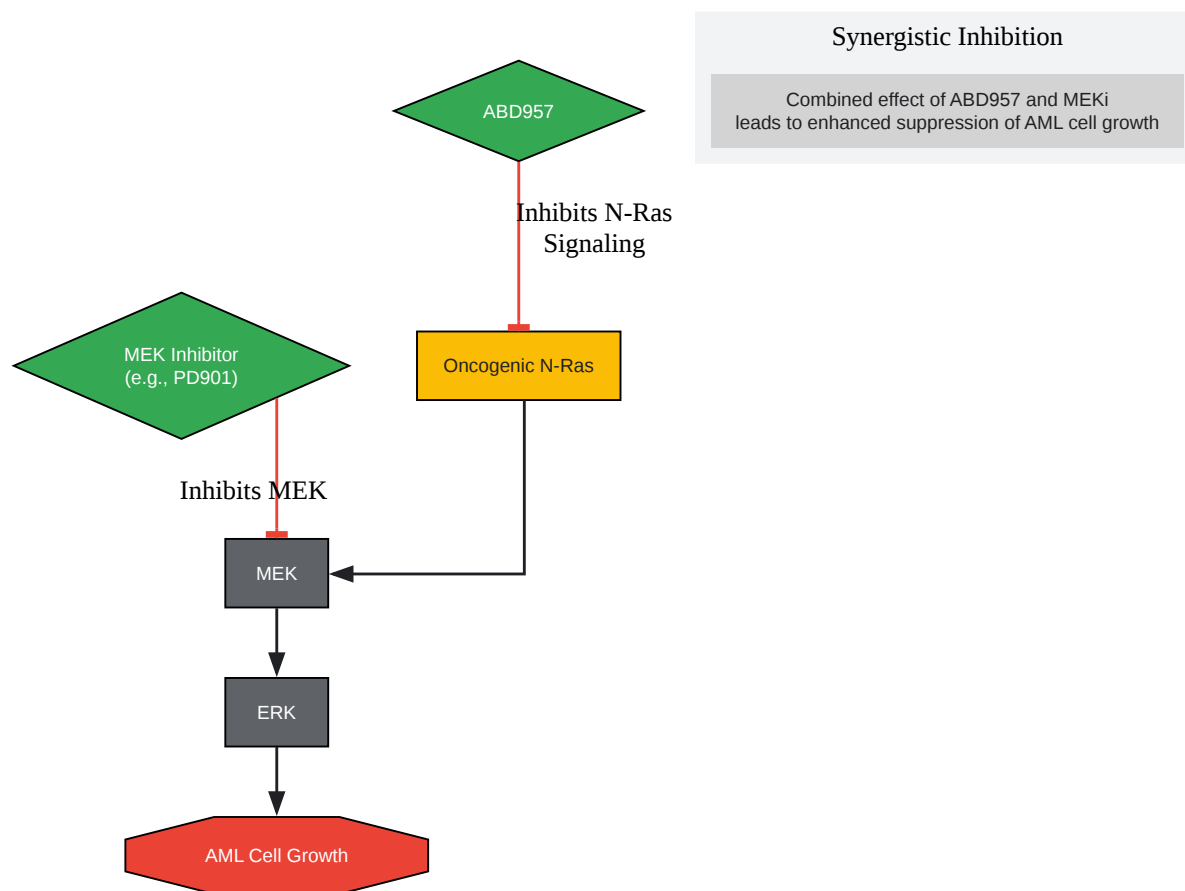 Synergistic Inhibition
Combined effect of ABD957 and MEKi
leads to enhanced suppression of AML cell growth
ABD957
Inhibits N-Ras
Signaling
MEK Inhibitor
(e.g., PD901)
Oncogenic N-Ras
Inhibits MEK
MEK
ERK
AML Cell Growth